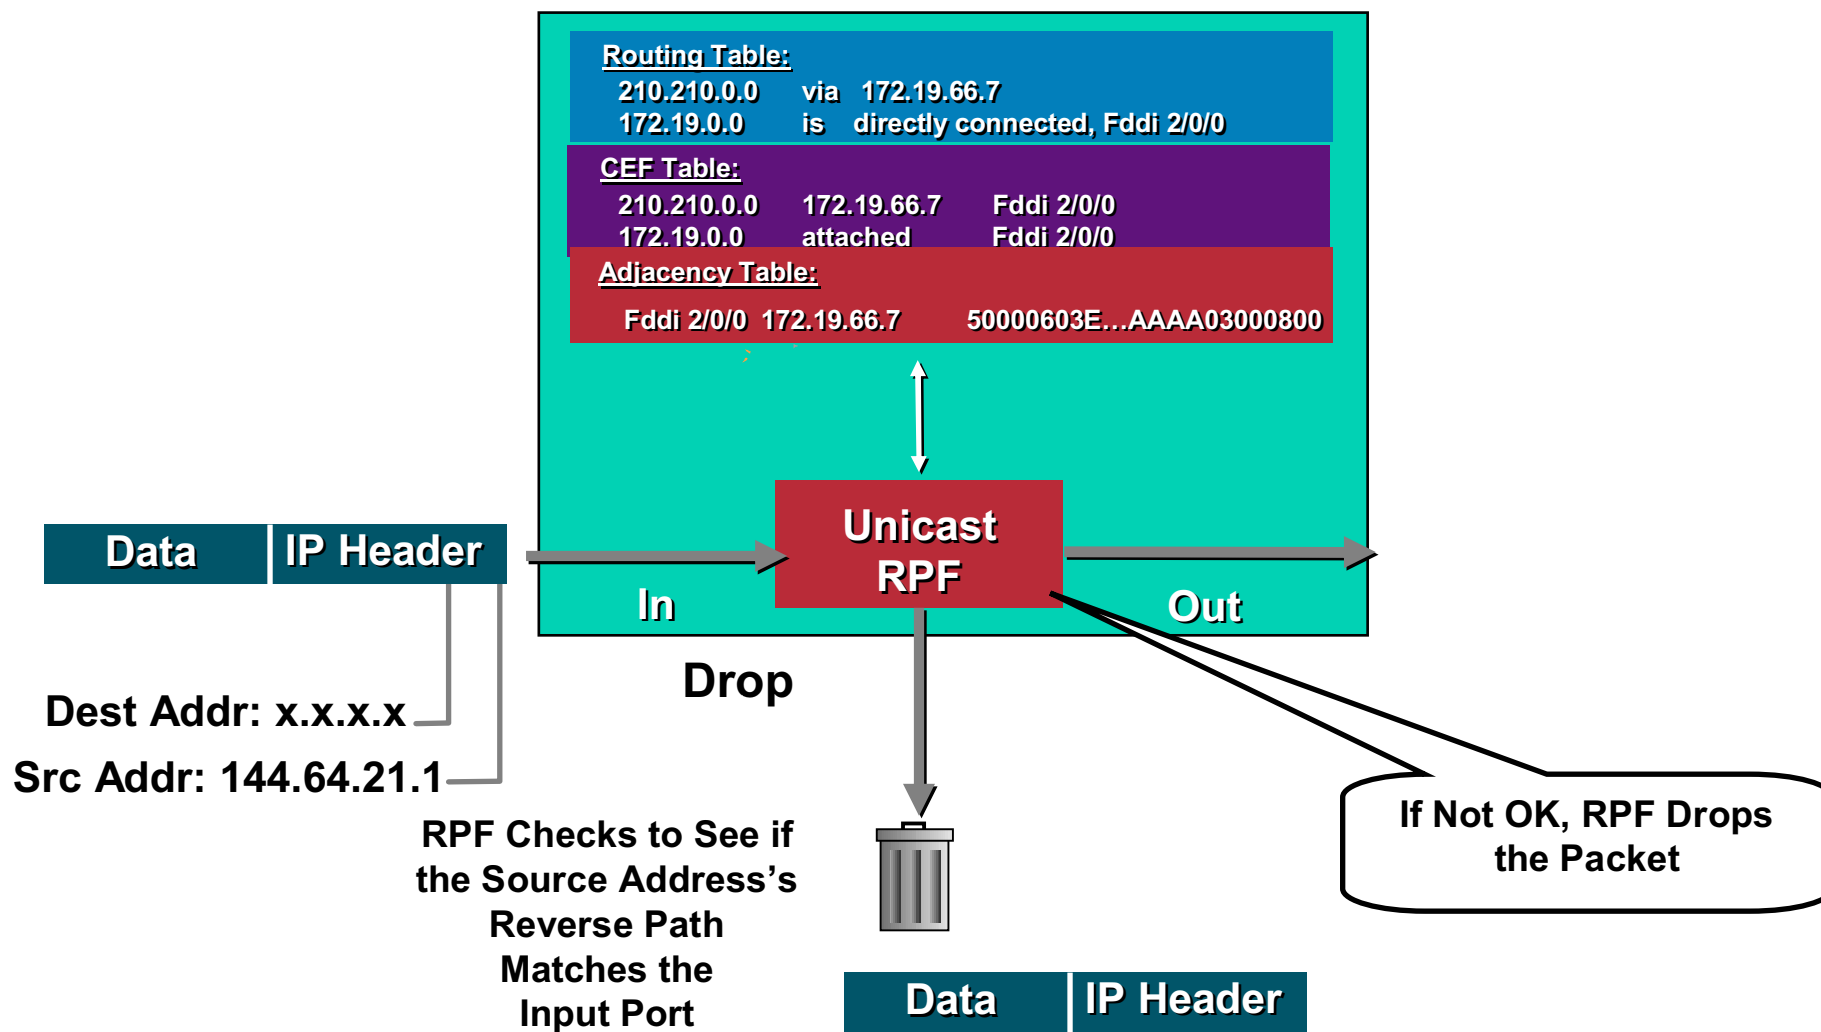 Routing Table:
210.210.0.0 via 172.19.66.7
172.19.0.0 is directly connected, Fddi 2/0/0
CEF Table:
210.210.0.0 172.19.66.7 Fddi 2/0/0
172.19.0.0 attached Fddi 2/0/0
Adjacency Table:
Fddi 2/0/0 172.19.66.7 50000603E…AAAA03000800
Data IP Header
Unicast
RPF
In
Out
Drop
Dest Addr: x.x.x.x
Src Addr: 144.64.21.1
RPF Checks to See if
the Source Address’s
Reverse Path
Matches the
Input Port
If Not OK, RPF Drops
the Packet
Data IP Header